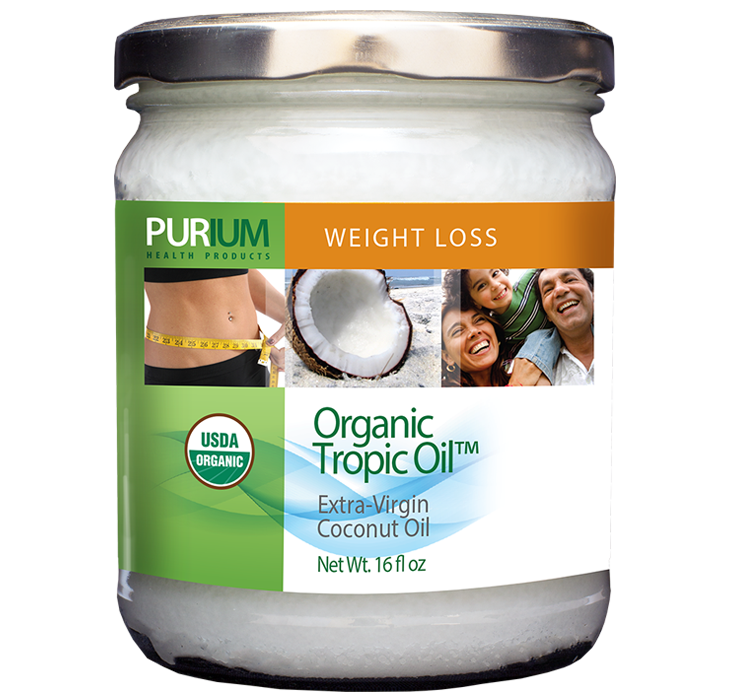 PURIUM
HEALTH PRODUCTS
WEIGHT LOSS
USDA
ORGANIC
Organic
Tropic Oil™
Extra-Virgin
Coconut Oil
Net Wt. 16 fl oz